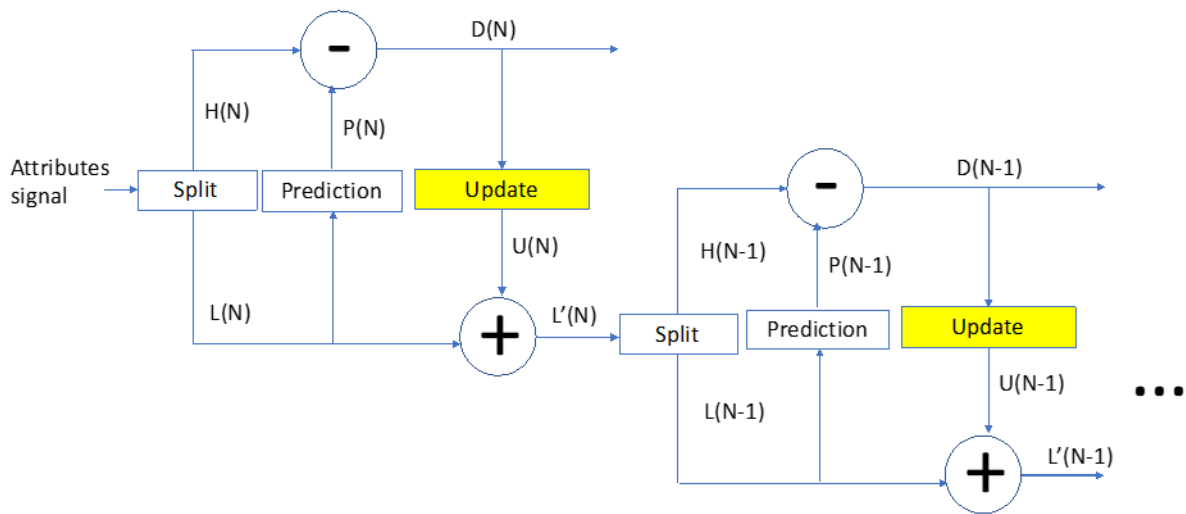 D(N)
-
H(N)
P(N)
Attributes
signal
Split
Prediction
Update
U(N)
L(N)
+
L’(N)
D(N-1)
-
H(N-1)
P(N-1)
Split
Prediction
Update
L(N-1)
U(N-1)
...
+
L’(N-1)